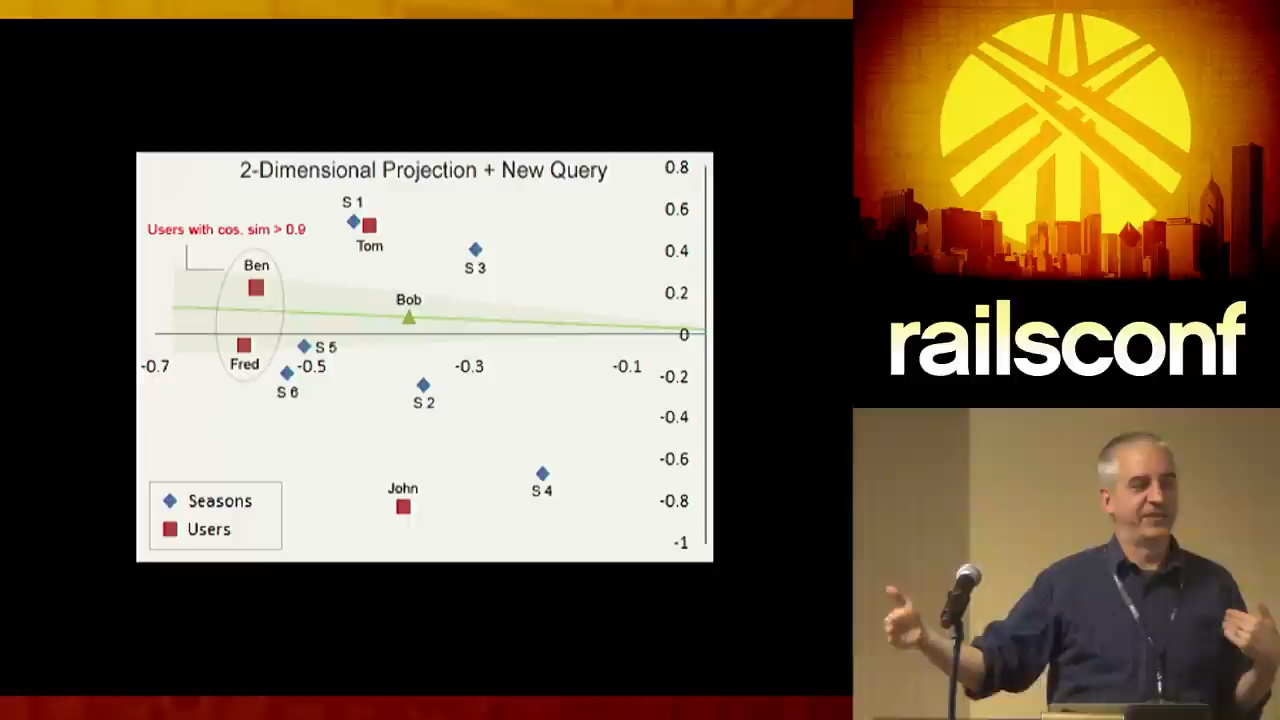 2-Dimensional Projection + New Query
0.8
S 1
0.6
Users with cos. sim > 0.9
Tom
0.4
Ben
S 3
0.2
Bob
0
S 5
Fred
-0.7
-0.5
-0.3
-0.1
-0.2
S 6
S 2
-0.4
-0.6
John
S 4
-0.8
Seasons
Users
-1
railsconf